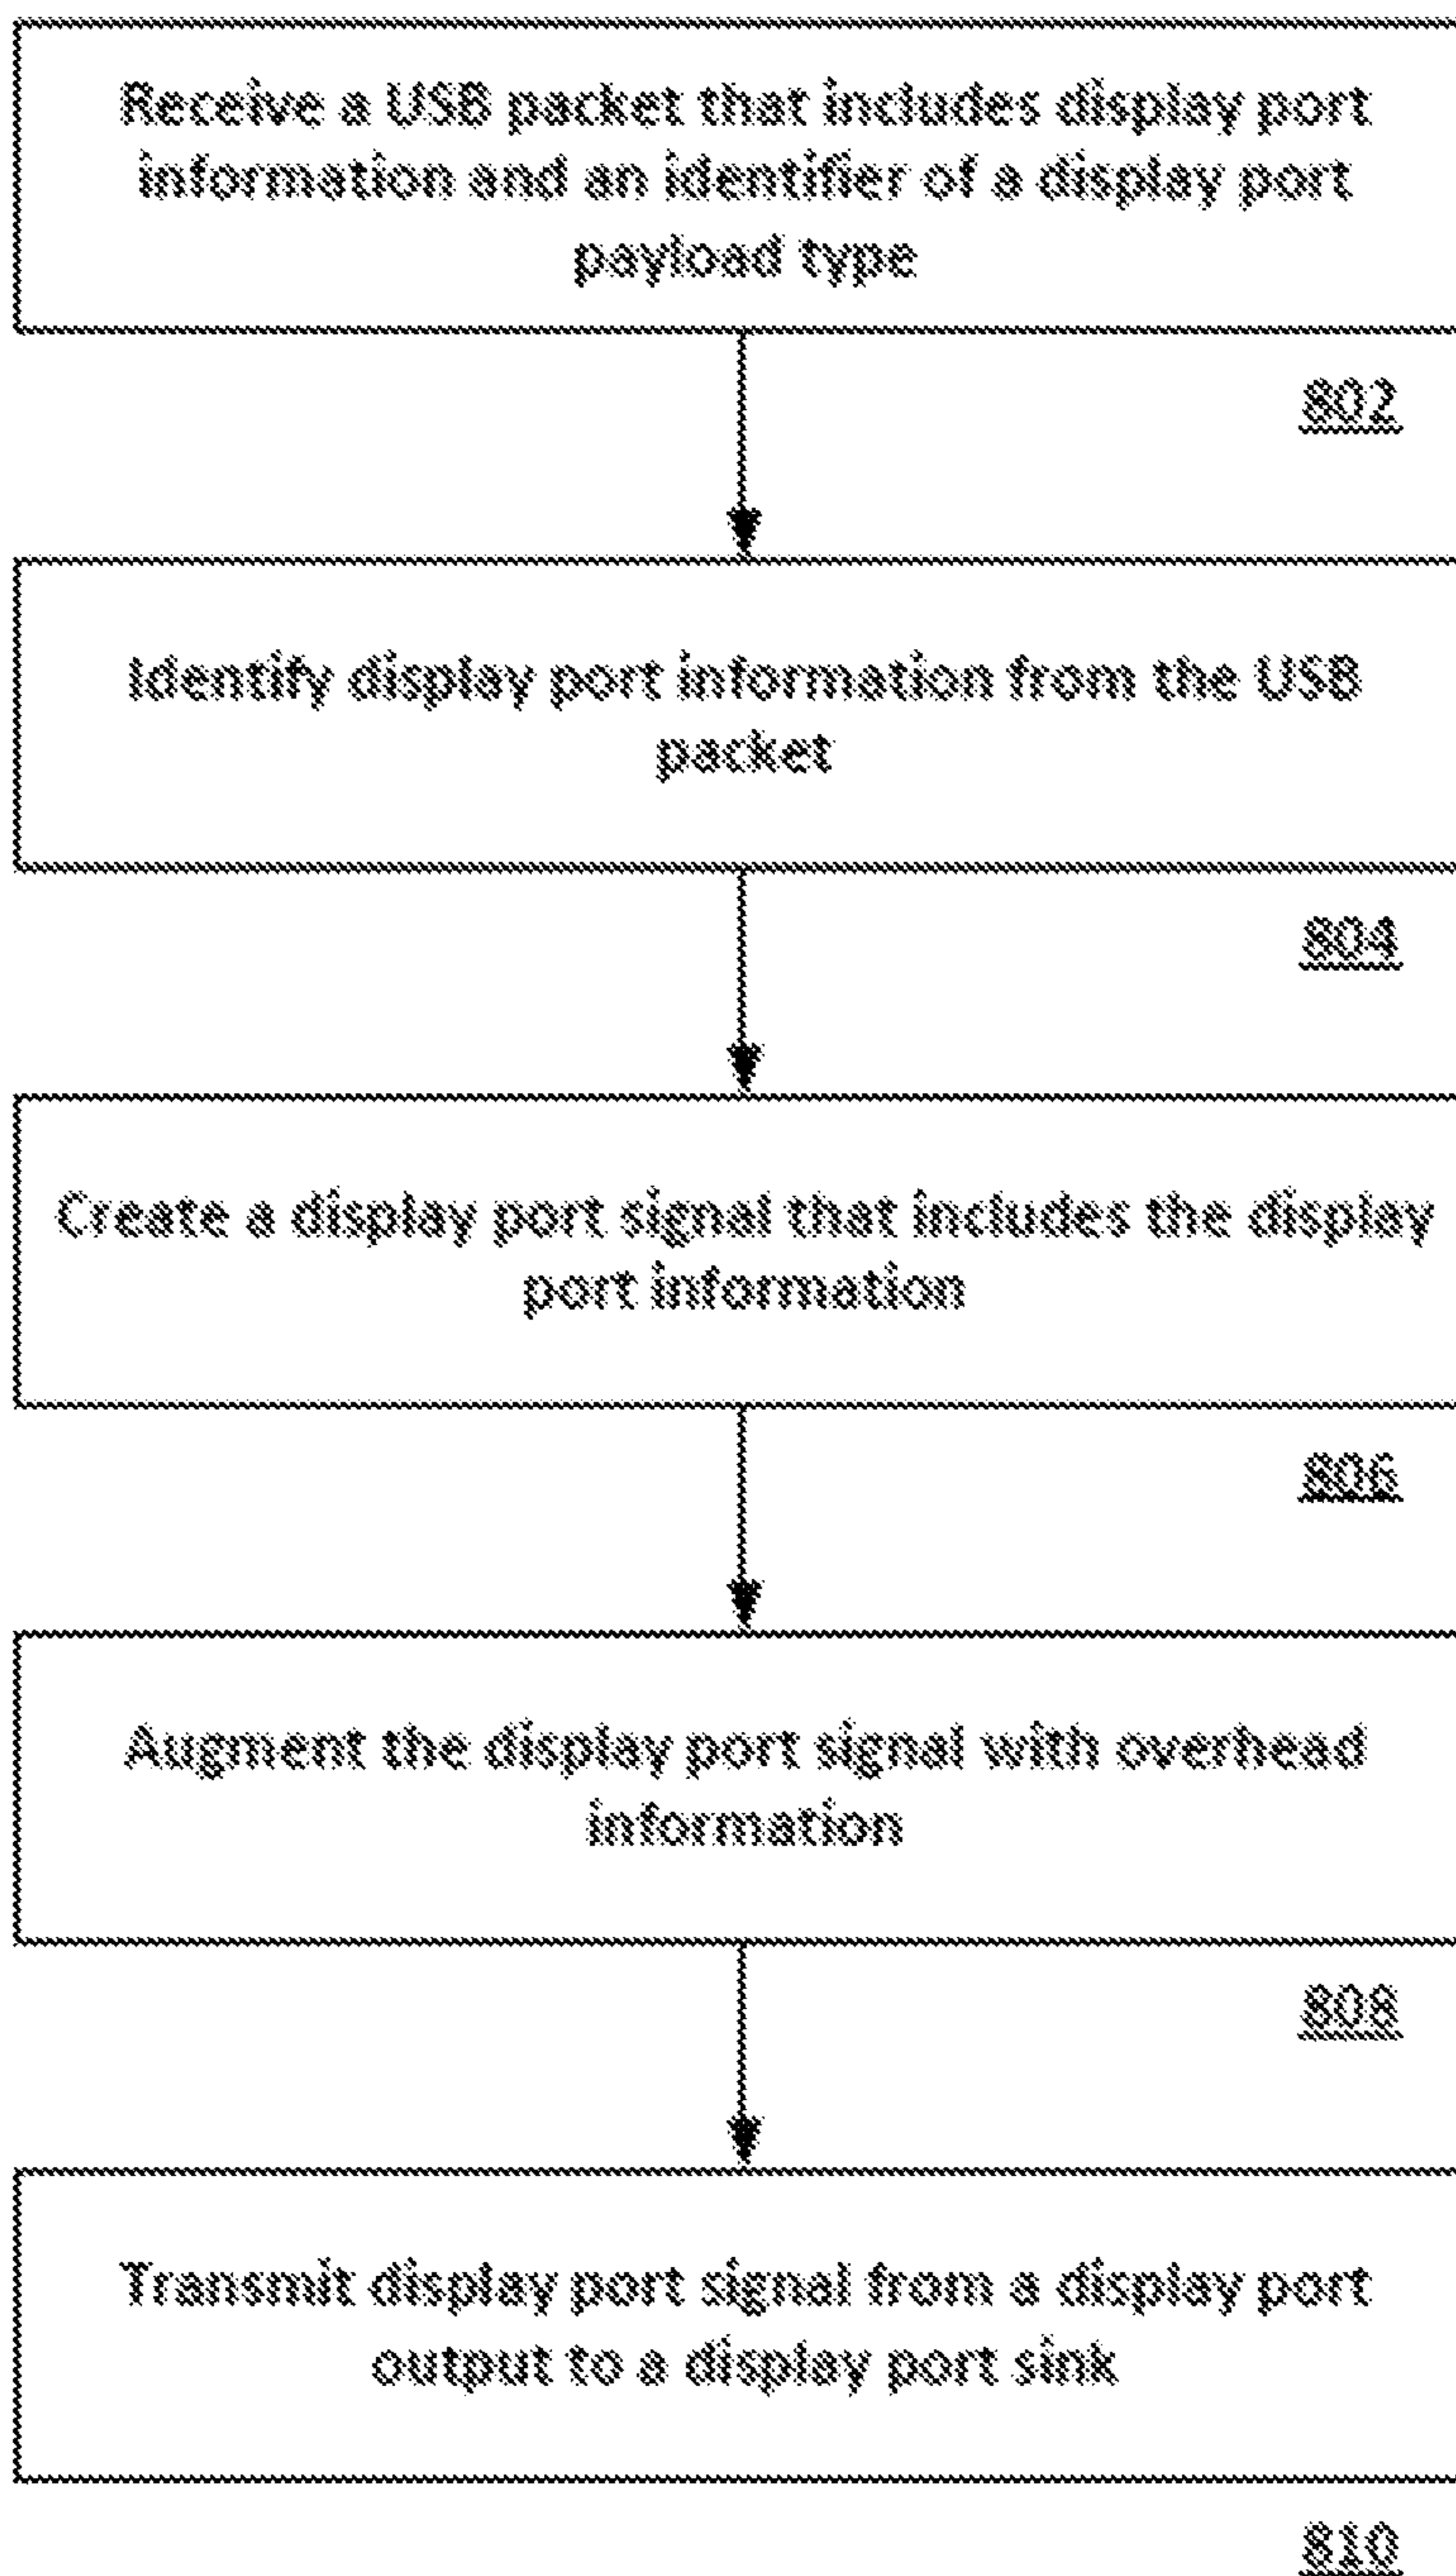 Receive a USB packet that includes display port
information and an identifier of a display port
payload type
802
Identify display port information from the USB
packet
804
Create a display port signal that includes the display
port information
806
Augment the display port signal with overhead
information
808
Transmit display port signal from a display port
output to a display port sink
810